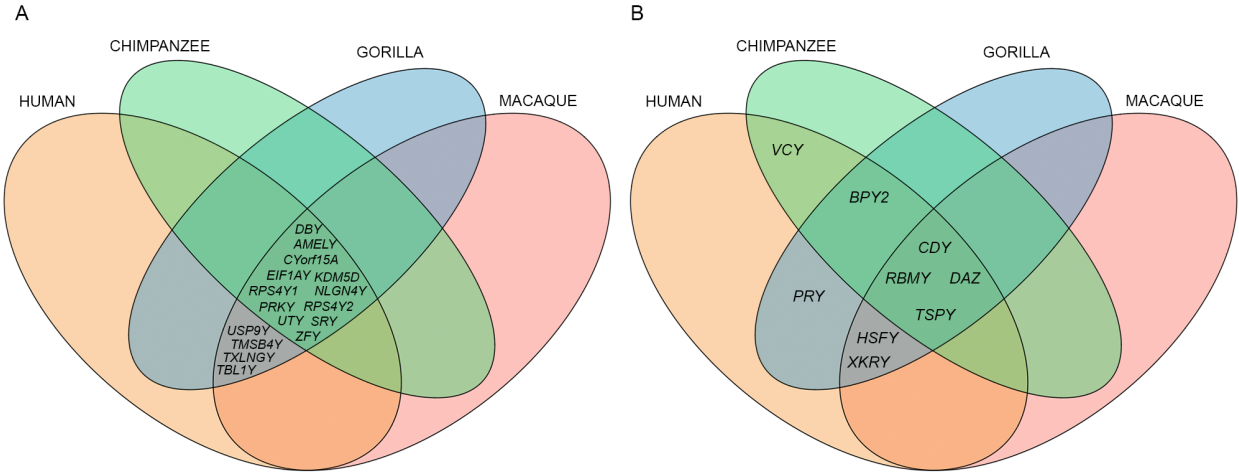 A
CHIMPANZEE
GORILLA
HUMAN
MACAQUE
DBY
AMELY
CYorf15A
EIF1AY KDM5D
RPS4Y1 NLGN4Y
PRKY RPS4Y2
UTY SRY
USP9Y ZFY
TMSB4Y
TXLNGY
TBL1Y
B
CHIMPANZEE
GORILLA
HUMAN
MACAQUE
VCY
BPY2
CDY
RBMY DAZ
PRY
TSPY
HSFY
XKRY